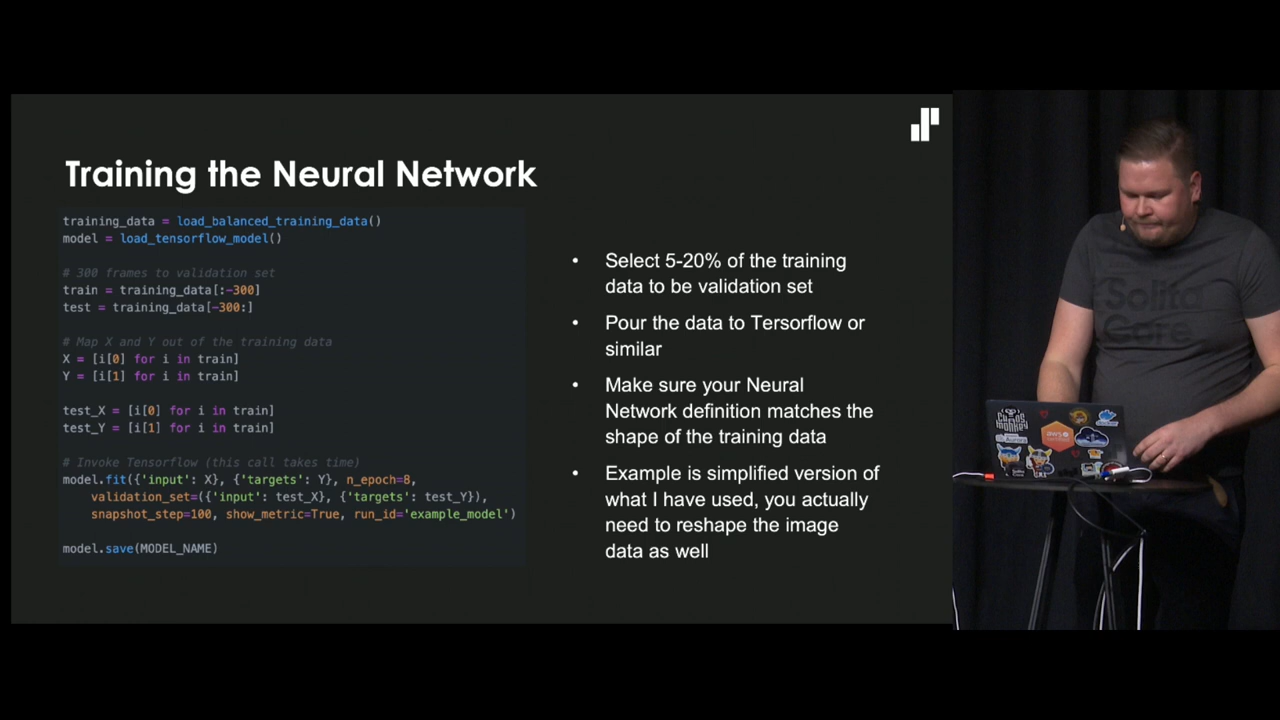 Training the Neural Network
training_data = load_balanced_training_data()
model = load_tensorflow_model()
# 300 frames to validation set
train = training_data[:-300]
test = training_data[-300:]
# Map X and Y out of the training data
X = [i[0] for i in train]
Y = [i[1] for i in train]
test_X = [i[0] for i in train]
test_Y = [i[1] for i in train]
# Invoke Tensorflow (this call takes time)
model.fit({'input': X}, {'targets': Y}, n_epoch=8,
validation_set=({'input': test_X}, {'targets': test_Y}),
snapshot_step=100, show_metric=True, run_id='example_model')
model.save(MODEL_NAME)
• Select 5-20% of the training
data to be validation set
• Pour the data to Tersorflow or
similar
• Make sure your Neural
Network definition matches the
shape of the training data
• Example is simplified version of
what I have used, you actually
need to reshape the image
data as well
Solita
Core